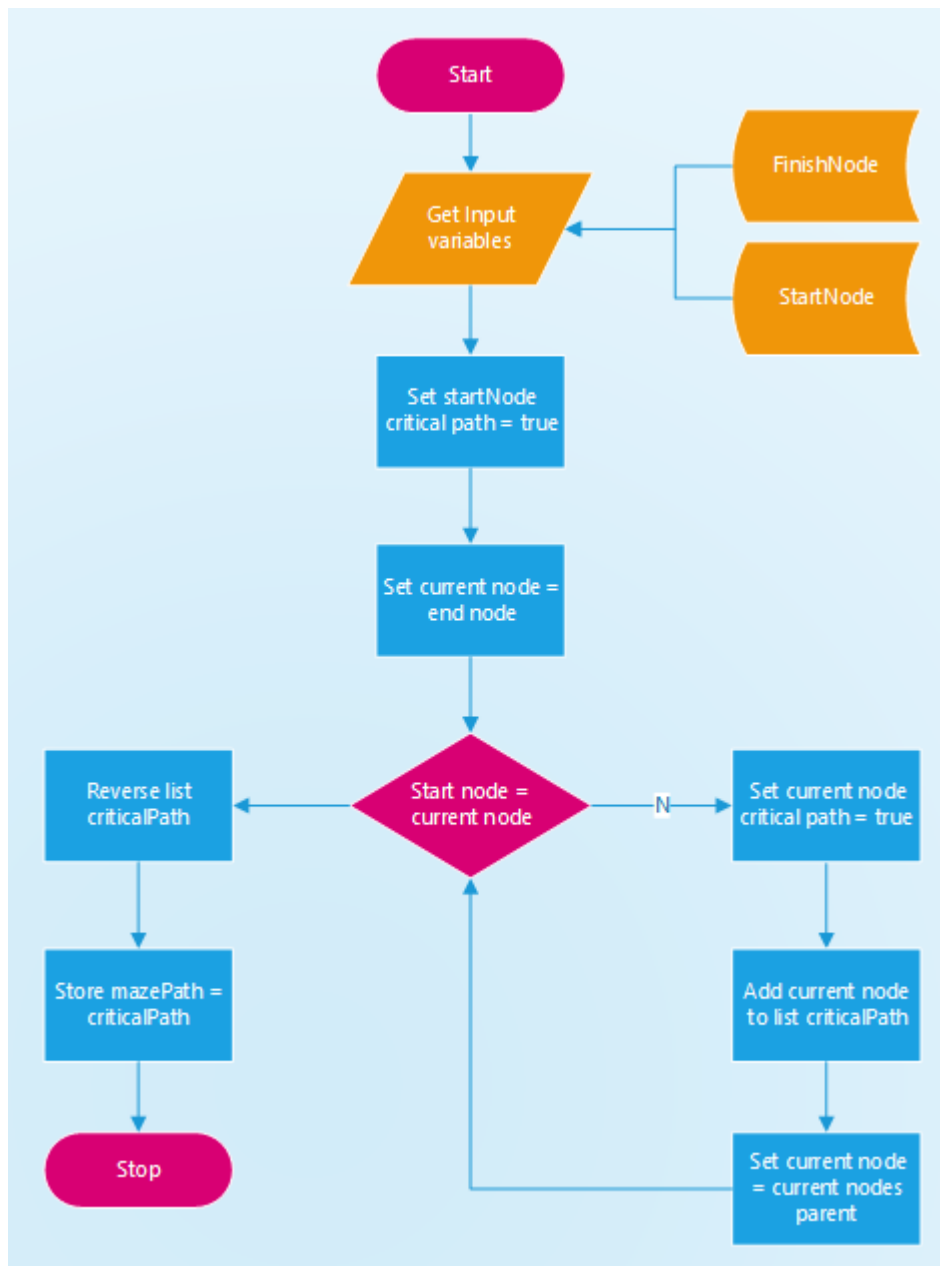 Start
FinishNode
Get Input
variables
StartNode
Set startNode
critical path = true
Set current node =
end node
Reverse list
criticalPath
Start node =
current node
N
Set current node
critical path = true
Store mazePath =
criticalPath
Add current node
to list criticalPath
Stop
Set current node
= current nodes
parent